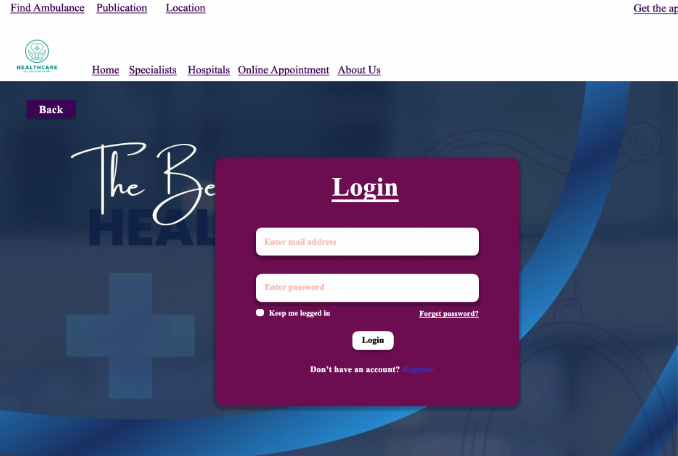 Find Ambulance Publication Location Get the ap
HEALTHCARE
Home Specialists Hospitals Online Appointment About Us
Back
The Be
HEAL
Login
Enter mail address
Enter password
Keep me logged in Forget password?
Login
Don't have an account? Register